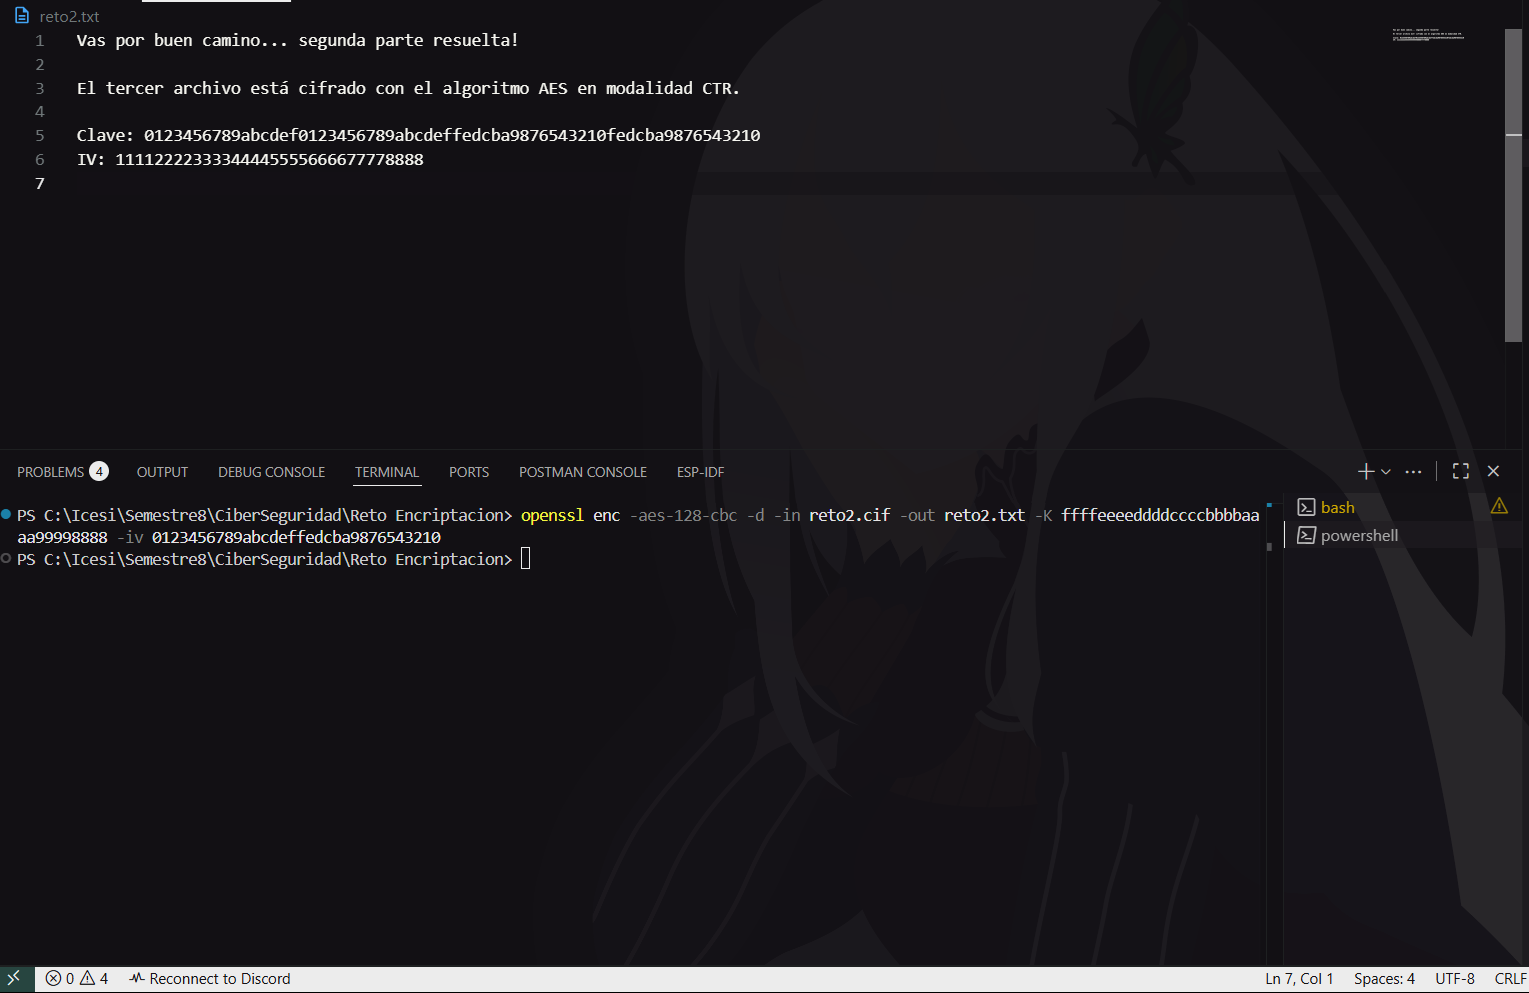 reto2.txt
1 Vas por buen camino... segunda parte resuelta!
2
3 El tercer archivo está cifrado con el algoritmo AES en modalidad CTR.
4
5 Clave: 0123456789abcdef0123456789abcdeffedcba9876543210fedcba9876543210
6 IV: 11112222333344445555666677778888
7
PROBLEMS 4 OUTPUT DEBUG CONSOLE TERMINAL PORTS POSTMAN CONSOLE ESP-IDF
PS C:\Icesi\Semestre8\CiberSeguridad\Reto Encriptacion> openssl enc -aes-128-cbc -d -in reto2.cif -out reto2.txt -K ffffeeeeddddccccbbbbaa
aa99998888 -iv 0123456789abcdeffedcba9876543210
PS C:\Icesi\Semestre8\CiberSeguridad\Reto Encriptacion>
bash
powershell
0 4 Reconnect to Discord Ln 7, Col 1 Spaces: 4 UTF-8 CRLF